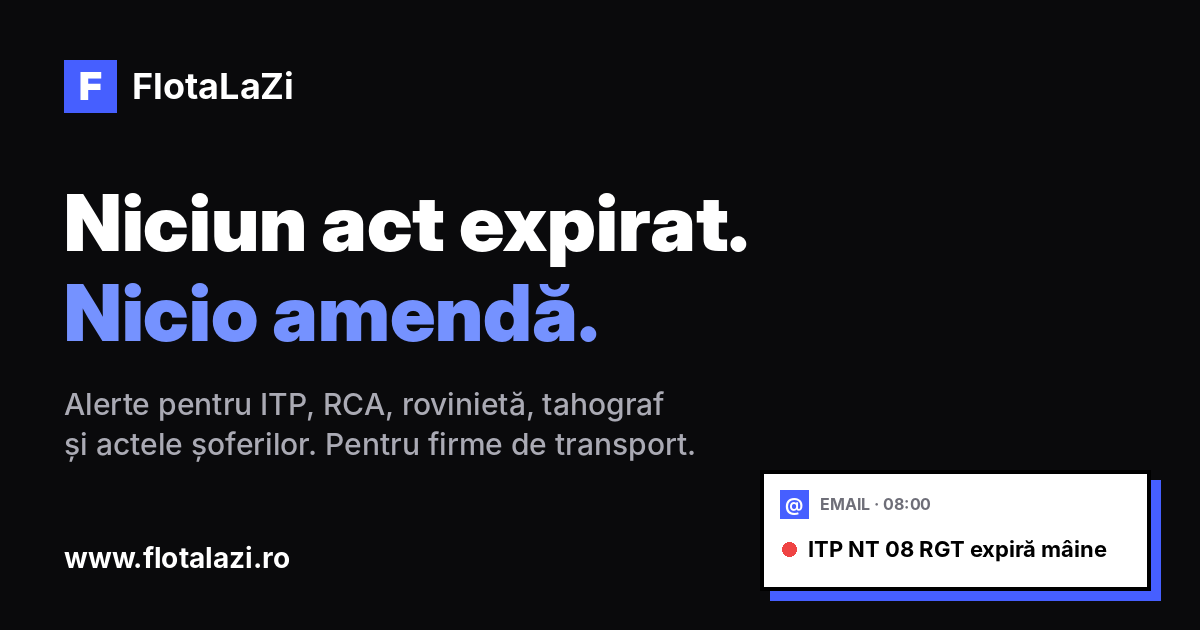 F FlotaLaZi
Niciun act expirat.
Nicio amendă.
Alerte pentru ITP, RCA, rovinietă, tahograf
și actele șoferilor. Pentru firme de transport.
@ EMAIL · 08:00
ITP NT 08 RGT expiră mâine
www.flotalazi.ro